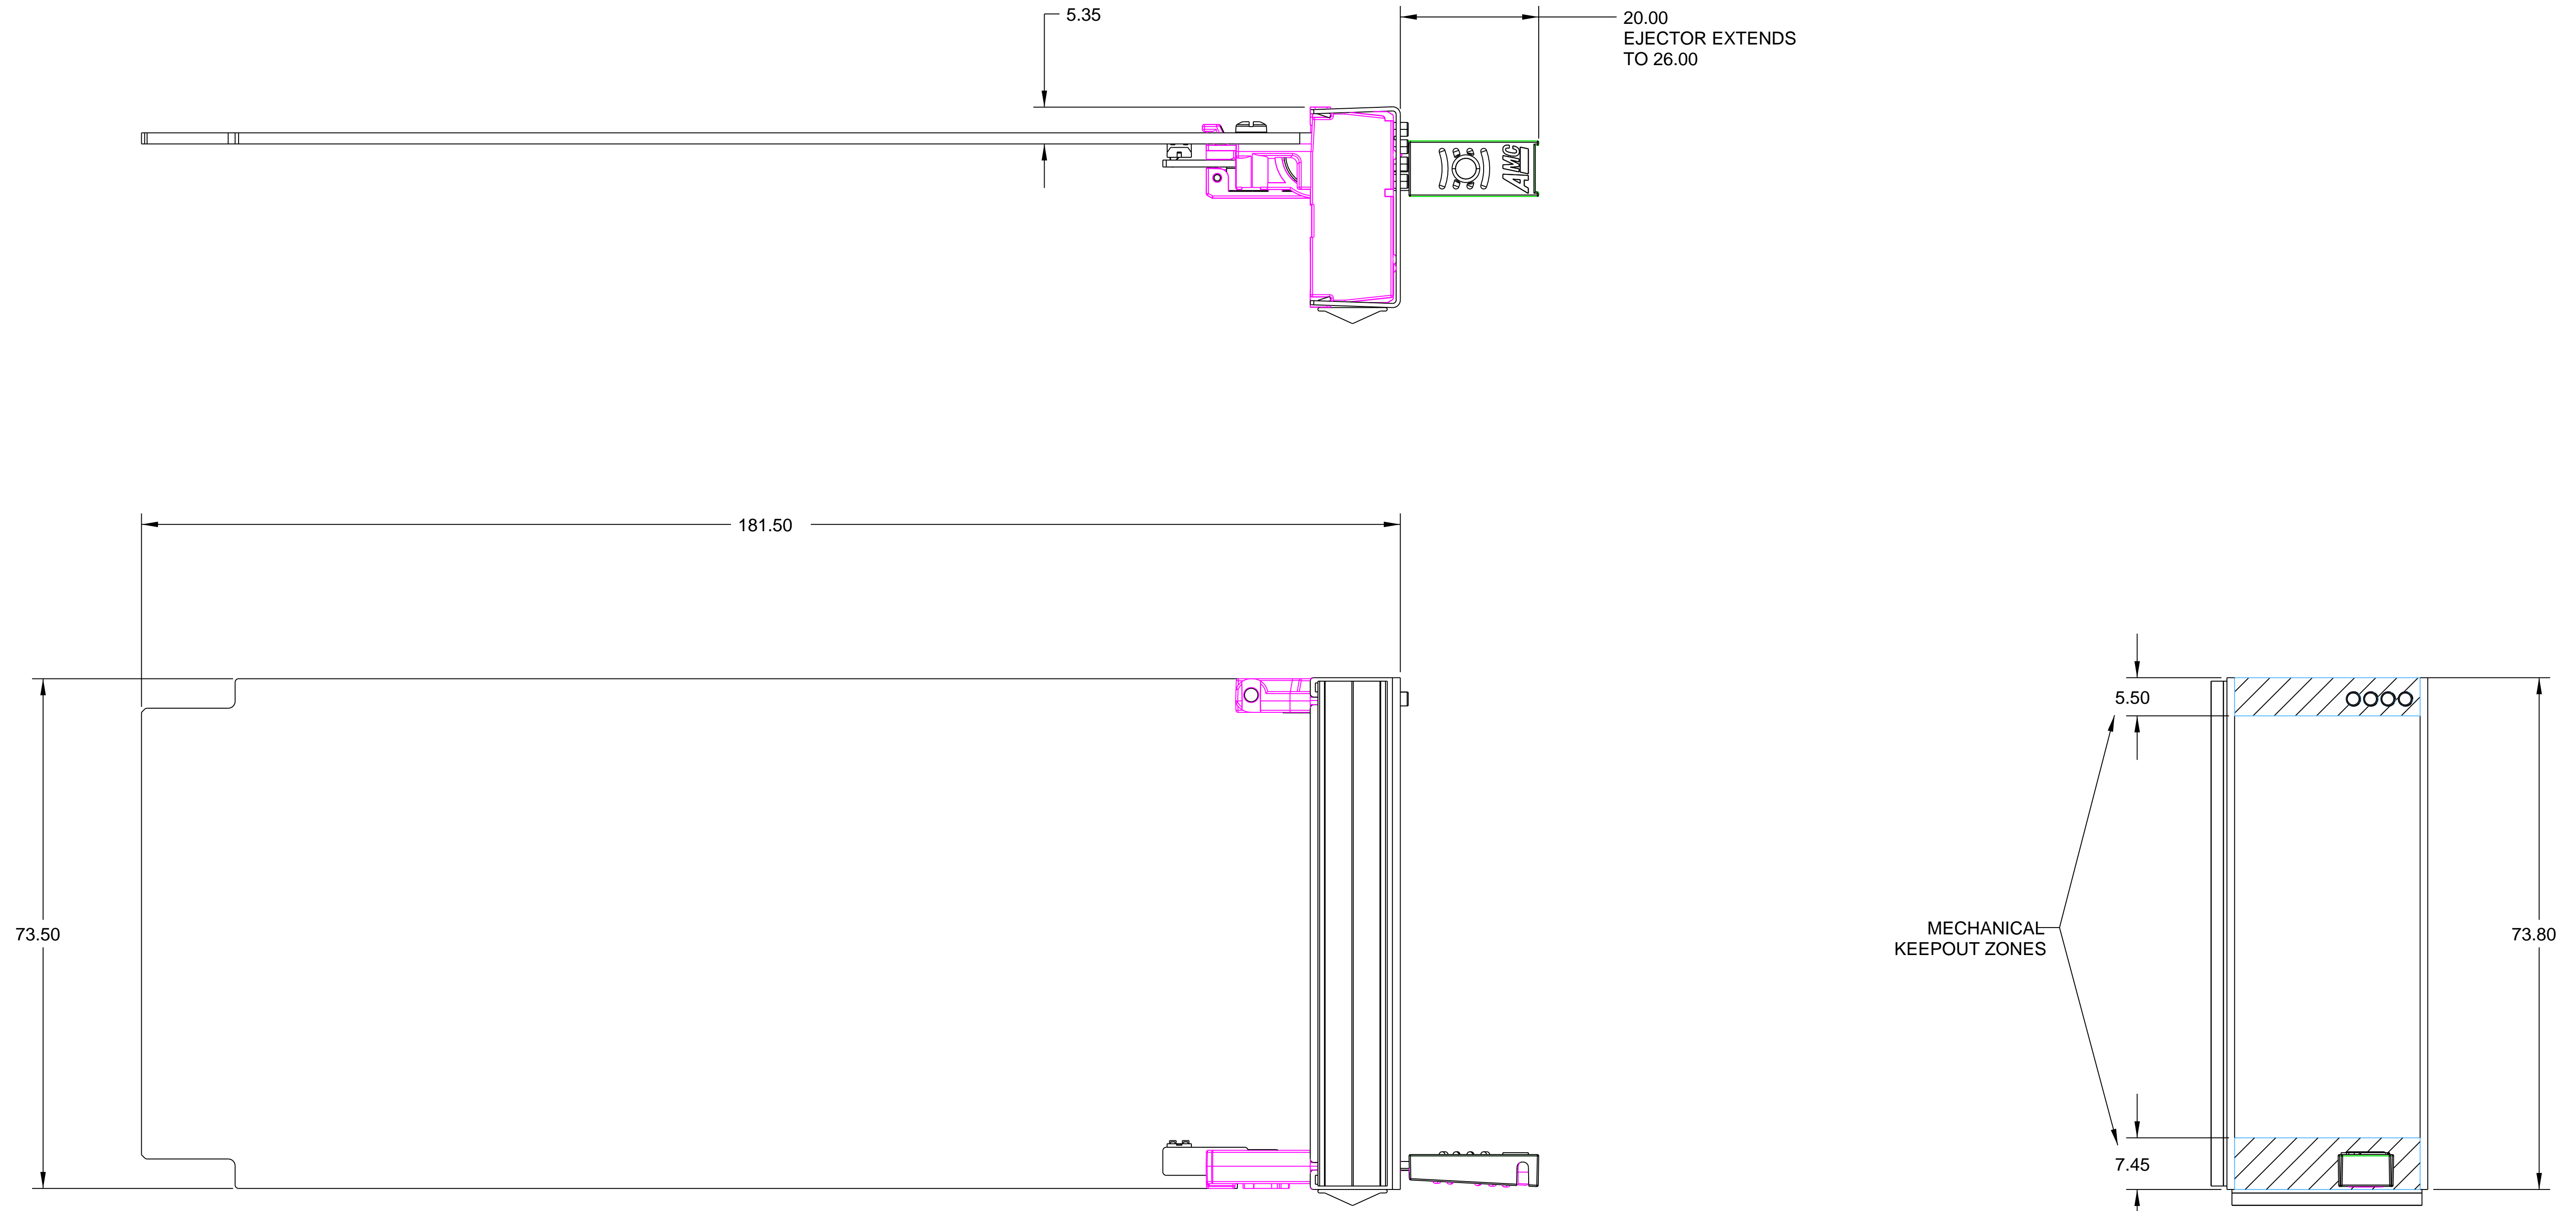 5.35
20.00
EJECTOR EXTENDS
TO 26.00
AMC
181.50
73.50
5.50
MECHANICAL
KEEPOUT ZONES
73.80
7.45